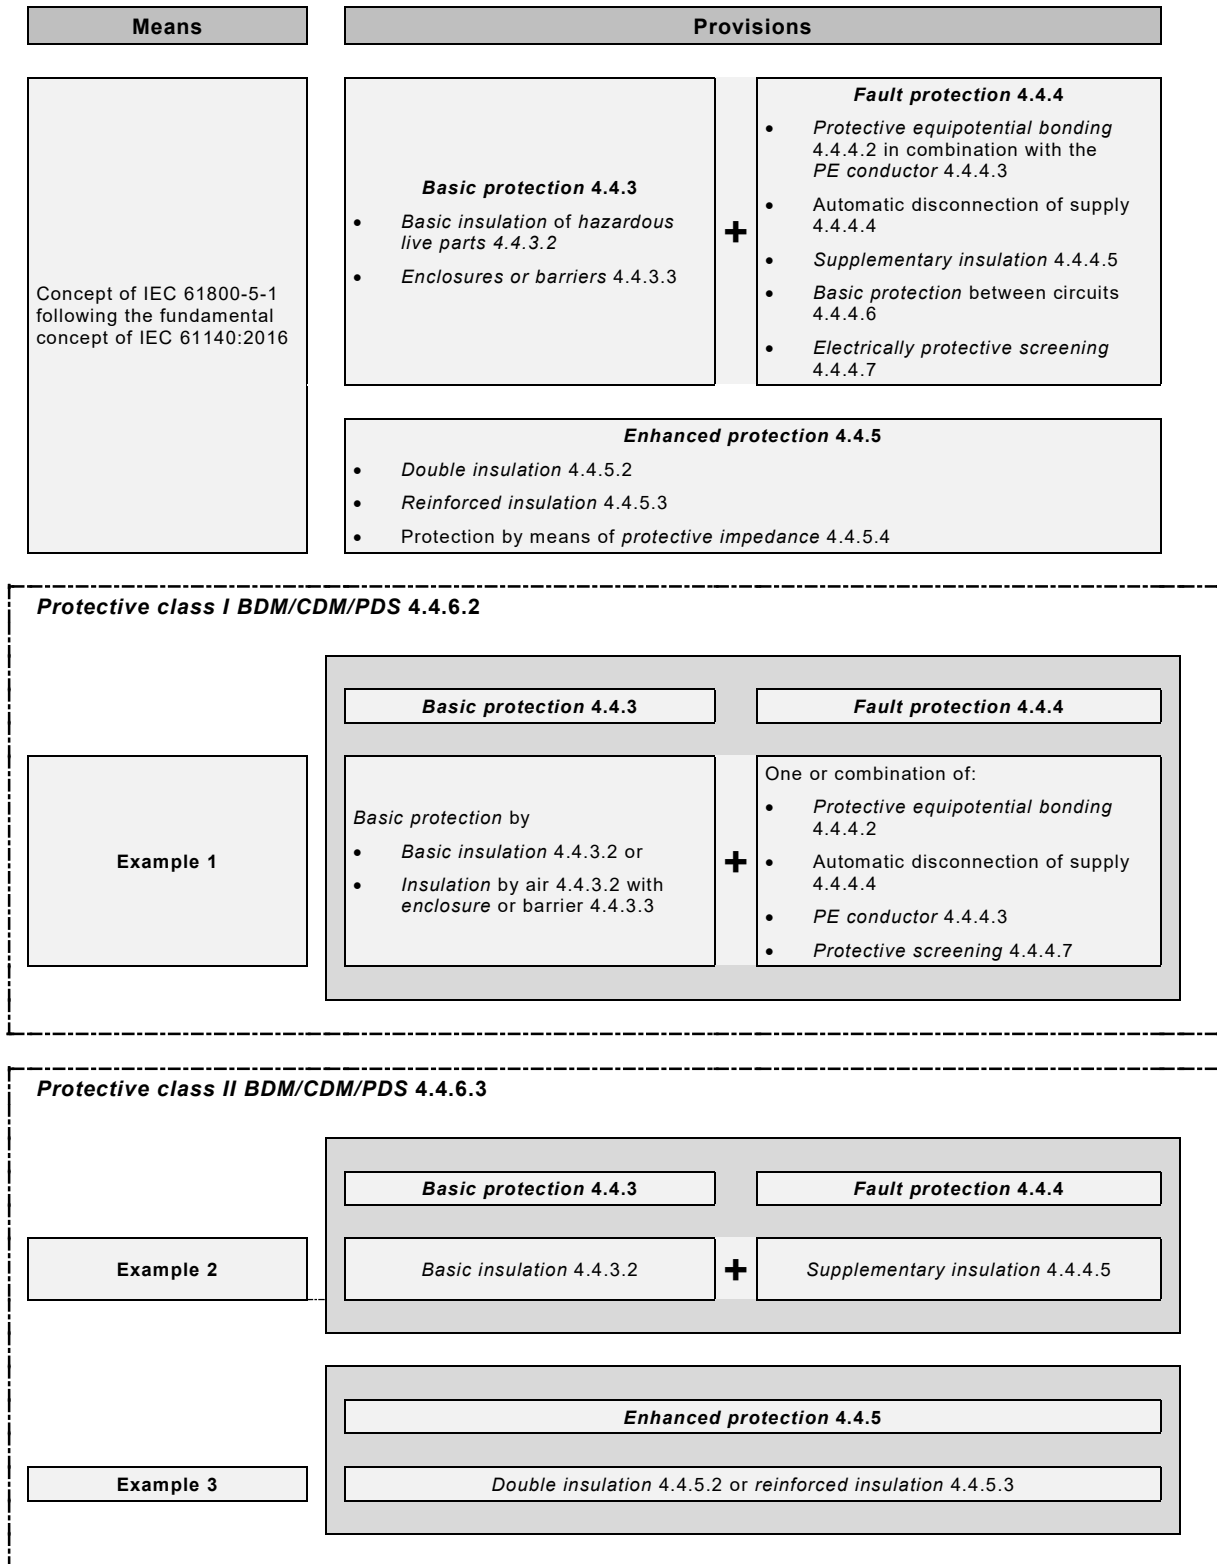 Means
Provisions
Concept of IEC 61800-5-1
following the fundamental
concept of IEC 61140:2016
Basic protection 4.4.3
• Basic insulation of hazardous
live parts 4.4.3.2
• Enclosures or barriers 4.4.3.3
+
Fault protection 4.4.4
• Protective equipotential bonding
4.4.4.2 in combination with the
PE conductor 4.4.4.3
• Automatic disconnection of supply
4.4.4.4
• Supplementary insulation 4.4.4.5
• Basic protection between circuits
4.4.4.6
• Electrically protective screening
4.4.4.7
Enhanced protection 4.4.5
• Double insulation 4.4.5.2
• Reinforced insulation 4.4.5.3
• Protection by means of protective impedance 4.4.5.4
Protective class I BDM/CDM/PDS 4.4.6.2
Basic protection 4.4.3
Fault protection 4.4.4
Example 1
Basic protection by
• Basic insulation 4.4.3.2 or
• Insulation by air 4.4.3.2 with
enclosure or barrier 4.4.3.3
+
One or combination of:
• Protective equipotential bonding
4.4.4.2
• Automatic disconnection of supply
4.4.4.4
• PE conductor 4.4.4.3
• Protective screening 4.4.4.7
Protective class II BDM/CDM/PDS 4.4.6.3
Basic protection 4.4.3
Fault protection 4.4.4
Example 2
Basic insulation 4.4.3.2
+
Supplementary insulation 4.4.4.5
Enhanced protection 4.4.5
Example 3
Double insulation 4.4.5.2 or reinforced insulation 4.4.5.3